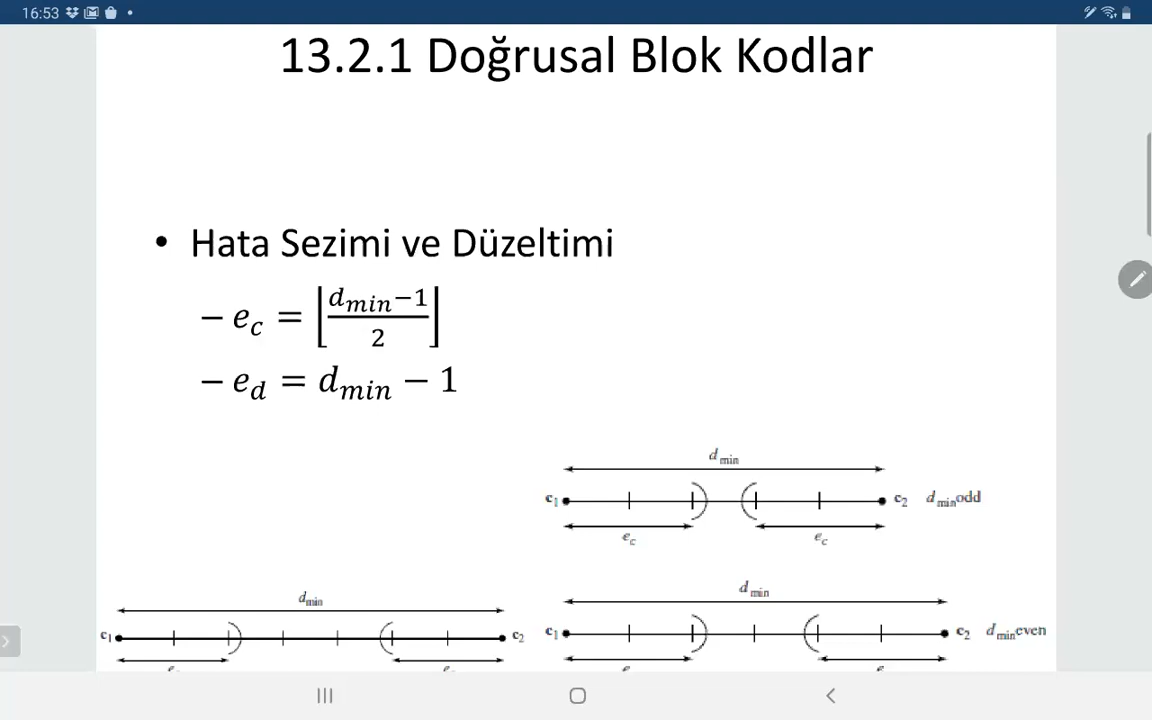 16:53
13.2.1 Doğrusal Blok Kodlar
• Hata Sezimi ve Düzeltimi
– e_c = ⌊(d_min−1)/2⌋
– e_d = d_min − 1
d_min
c_1 c_2 d_min odd
e_c e_c
d_min
c_1 c_2 d_min even
d_min
c_1 c_2